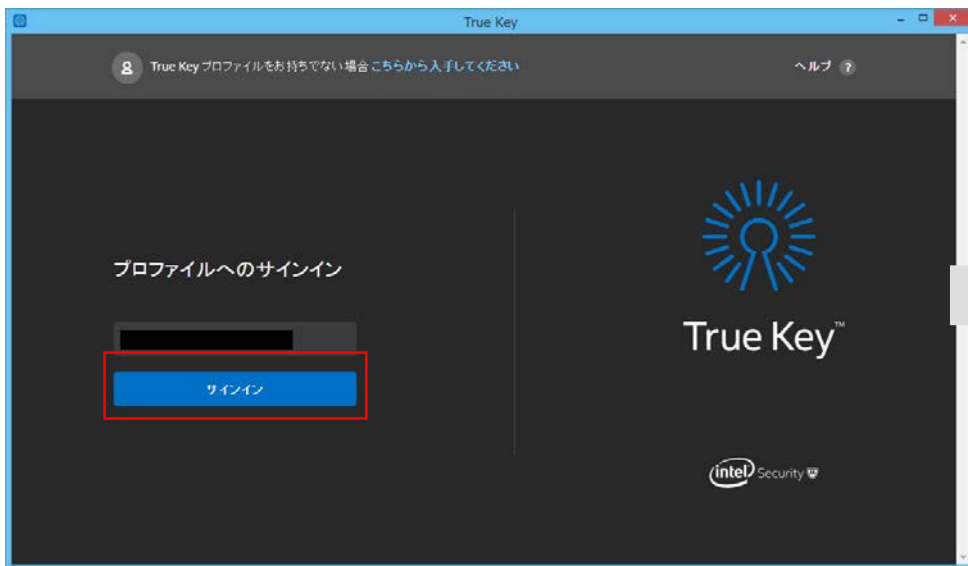 True Key
True Key プロファイルをお持ちでない場合 こちらから入手してください
ヘルプ ?
プロファイルへのサインイン
サインイン
True Key™
intel Security